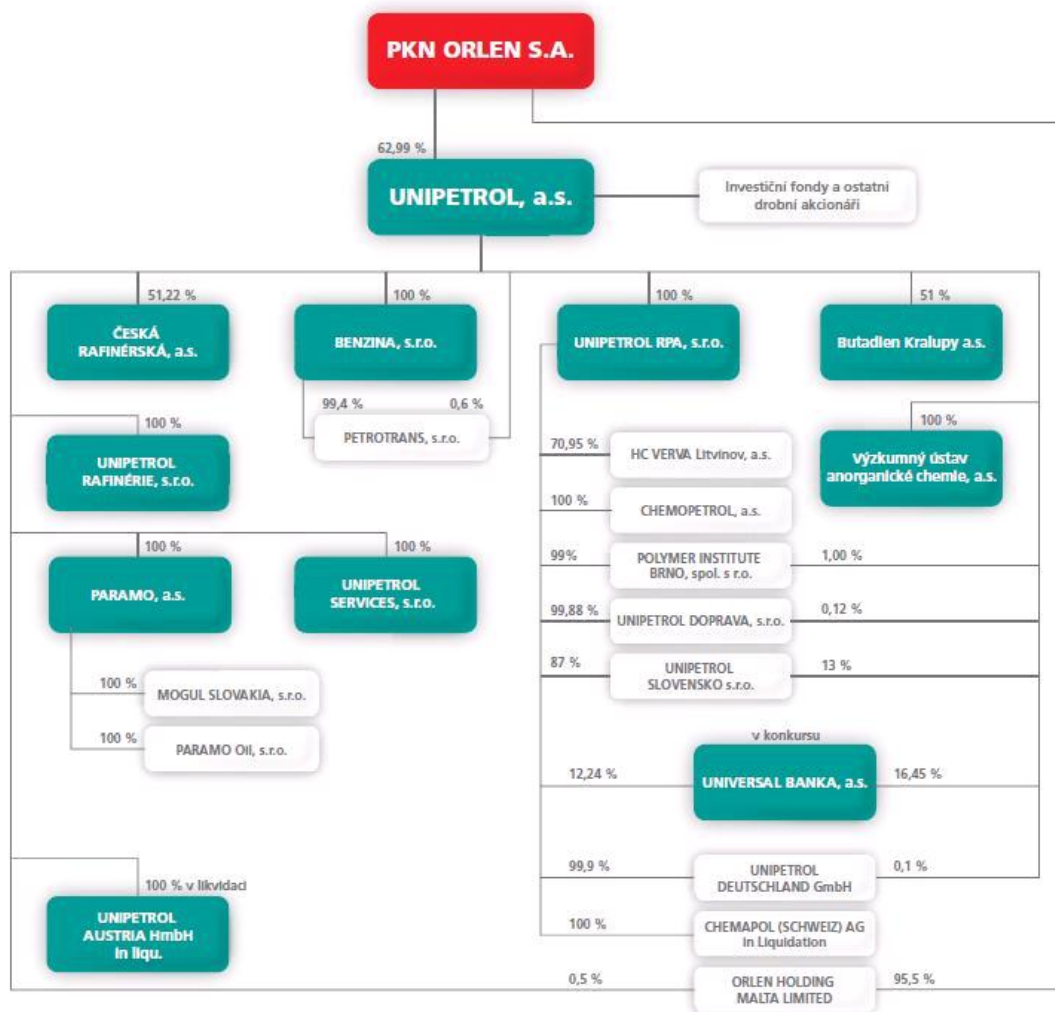 PKN ORLEN S.A.
62,99 %
UNIPETROL, a.s.
Investiční fondy a ostatní
drobní akcionáři
51,22 %
100 %
100 %
51 %
ČESKÁ
RAFINÉRSKÁ, a.s.
BENZINA, s.r.o.
UNIPETROL RPA, s.r.o.
Butadien Kralupy a.s.
99,4 %
0,6 %
PETROTRANS, s.r.o.
100 %
UNIPETROL
RAFINÉRIE, s.r.o.
100 %
Výzkumný ústav
anorganické chemie, a.s.
70,95 %
HC VERVA Litvínov, a.s.
100 %
CHEMOPETROL, a.s.
99%
POLYMER INSTITUTE
BRNO, spol. s r.o.
1,00 %
99,88 %
UNIPETROL DOPRAVA, s.r.o.
0,12 %
87 %
UNIPETROL
SLOVENSKO s.r.o.
13 %
100 %
PARAMO, a.s.
100 %
UNIPETROL
SERVICES, s.r.o.
100 %
MOGUL SLOVAKIA, s.r.o.
100 %
PARAMO Oil, s.r.o.
v konkursu
12,24 %
UNIVERSAL BANKA, a.s.
16,45 %
99,9 %
UNIPETROL
DEUTSCHLAND GmbH
0,1 %
100 % v likvidaci
UNIPETROL
AUSTRIA HmbH
in liqu.
100 %
CHEMAPOL (SCHWEIZ) AG
in Liquidation
0,5 %
ORLEN HOLDING
MALTA LIMITED
95,5 %